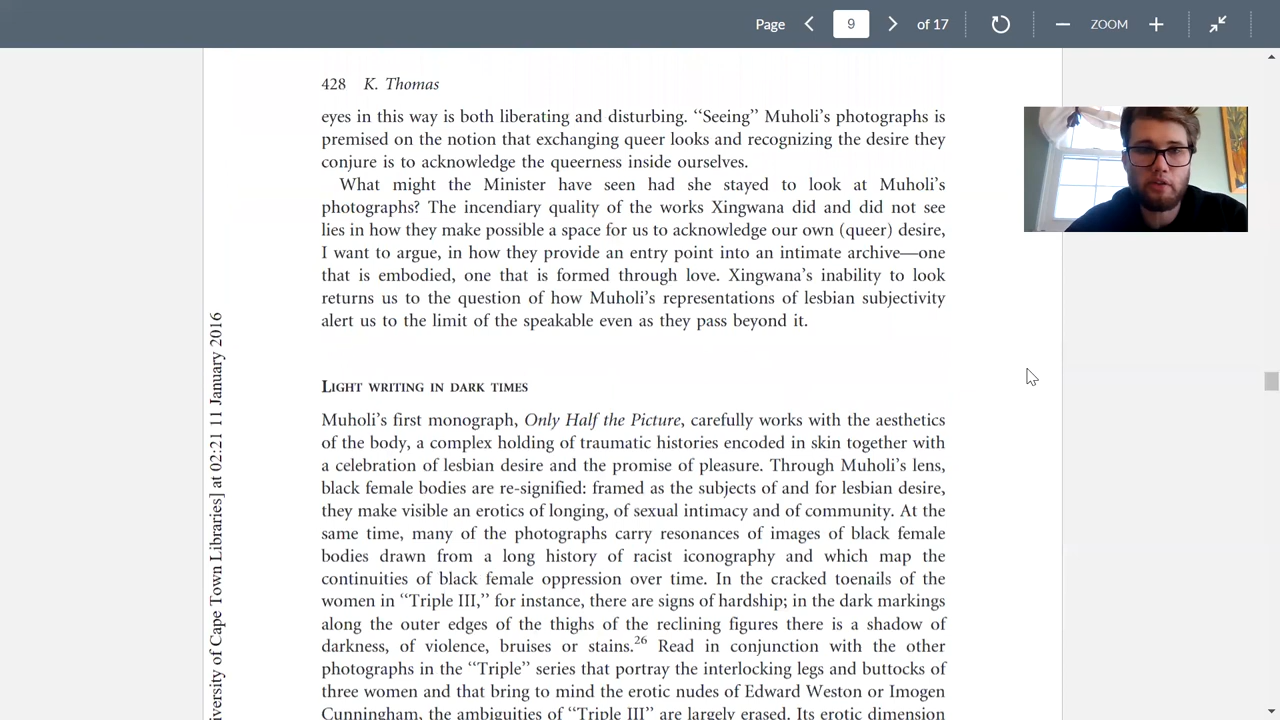 Page 9 of 17 ZOOM
428 K. Thomas
eyes in this way is both liberating and disturbing. ‘‘Seeing’’ Muholi’s photographs is
premised on the notion that exchanging queer looks and recognizing the desire they
conjure is to acknowledge the queerness inside ourselves.
What might the Minister have seen had she stayed to look at Muholi’s
photographs? The incendiary quality of the works Xingwana did and did not see
lies in how they make possible a space for us to acknowledge our own (queer) desire,
I want to argue, in how they provide an entry point into an intimate archive—one
that is embodied, one that is formed through love. Xingwana’s inability to look
returns us to the question of how Muholi’s representations of lesbian subjectivity
alert us to the limit of the speakable even as they pass beyond it.
LIGHT WRITING IN DARK TIMES
Muholi’s first monograph, Only Half the Picture, carefully works with the aesthetics
of the body, a complex holding of traumatic histories encoded in skin together with
a celebration of lesbian desire and the promise of pleasure. Through Muholi’s lens,
black female bodies are re-signified: framed as the subjects of and for lesbian desire,
they make visible an erotics of longing, of sexual intimacy and of community. At the
same time, many of the photographs carry resonances of images of black female
bodies drawn from a long history of racist iconography and which map the
continuities of black female oppression over time. In the cracked toenails of the
women in ‘‘Triple III,’’ for instance, there are signs of hardship; in the dark markings
along the outer edges of the thighs of the reclining figures there is a shadow of
darkness, of violence, bruises or stains.26 Read in conjunction with the other
photographs in the ‘‘Triple’’ series that portray the interlocking legs and buttocks of
three women and that bring to mind the erotic nudes of Edward Weston or Imogen
Cunningham, the ambiguities of ‘‘Triple III’’ are largely erased. Its erotic dimension
iversity of Cape Town Libraries] at 02:21 11 January 2016